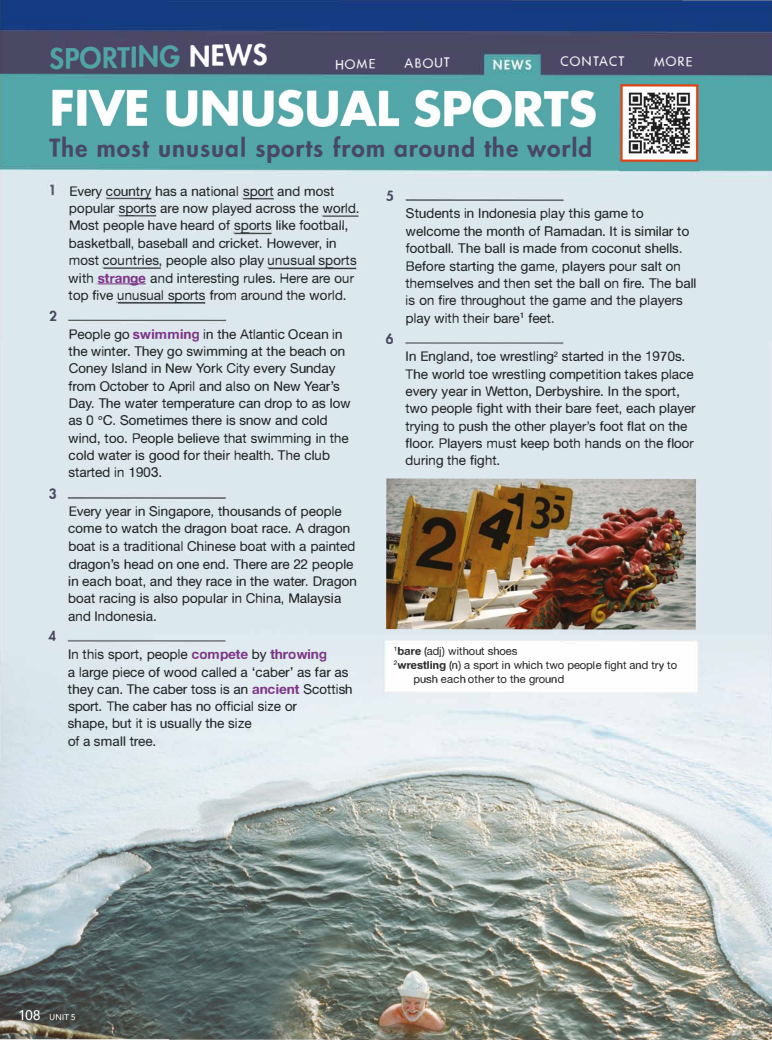 SPORTING NEWS
HOME ABOUT NEWS CONTACT MORE
FIVE UNUSUAL SPORTS
The most unusual sports from around the world
1 Every country has a national sport and most
popular sports are now played across the world.
Most people have heard of sports like football,
basketball, baseball and cricket. However, in
most countries, people also play unusual sports
with strange and interesting rules. Here are our
top five unusual sports from around the world.
2
People go swimming in the Atlantic Ocean in
the winter. They go swimming at the beach on
Coney Island in New York City every Sunday
from October to April and also on New Year's
Day. The water temperature can drop to as low
as 0 °C. Sometimes there is snow and cold
wind, too. People believe that swimming in the
cold water is good for their health. The club
started in 1903.
3
Every year in Singapore, thousands of people
come to watch the dragon boat race. A dragon
boat is a traditional Chinese boat with a painted
dragon's head on one end. There are 22 people
in each boat, and they race in the water. Dragon
boat racing is also popular in China, Malaysia
and Indonesia.
4
In this sport, people compete by throwing
a large piece of wood called a 'caber' as far as
they can. The caber toss is an ancient Scottish
sport. The caber has no official size or
shape, but it is usually the size
of a small tree.
5
Students in Indonesia play this game to
welcome the month of Ramadan. It is similar to
football. The ball is made from coconut shells.
Before starting the game, players pour salt on
themselves and then set the ball on fire. The ball
is on fire throughout the game and the players
play with their bare¹ feet.
6
In England, toe wrestling² started in the 1970s.
The world toe wrestling competition takes place
every year in Wetton, Derbyshire. In the sport,
two people fight with their bare feet, each player
trying to push the other player's foot flat on the
floor. Players must keep both hands on the floor
during the fight.
2 4 1 3 5
¹bare (adj) without shoes
²wrestling (n) a sport in which two people fight and try to
push each other to the ground
108 UNIT 5